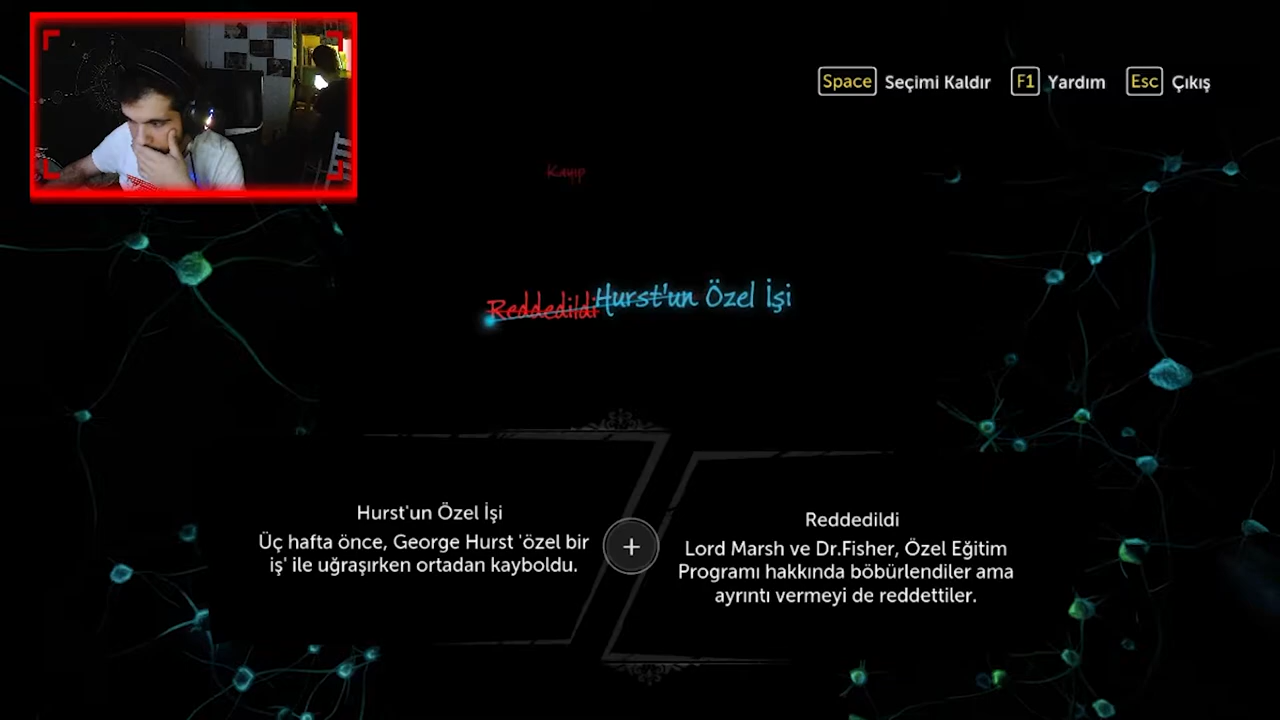 Space Seçimi Kaldır F1 Yardım Esc Çıkış
Kayıp
Reddedildi Hurst'un Özel İşi
Hurst'un Özel İşi
Üç hafta önce, George Hurst 'özel bir
iş' ile uğraşırken ortadan kayboldu.
+
Reddedildi
Lord Marsh ve Dr.Fisher, Özel Eğitim
Programı hakkında böbürlendiler ama
ayrıntı vermeyi de reddettiler.